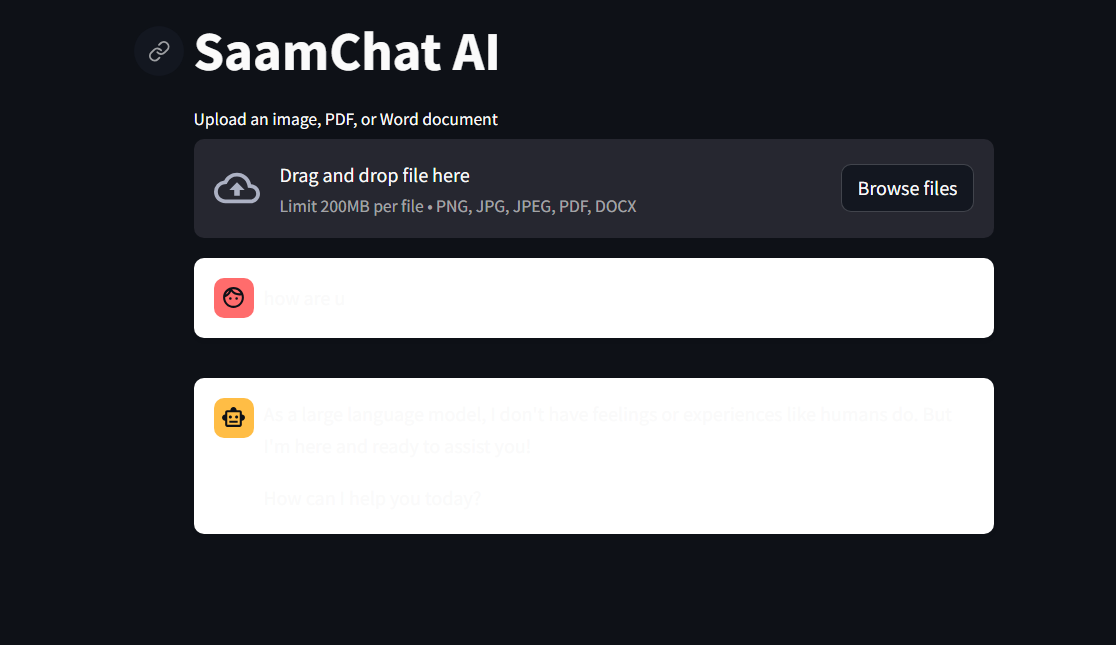 SaamChat AI
Upload an image, PDF, or Word document
Drag and drop file here
Limit 200MB per file • PNG, JPG, JPEG, PDF, DOCX
Browse files
how are u
As a large language model, I don't have feelings or experiences like humans do. But
I'm here and ready to assist you!
How can I help you today?